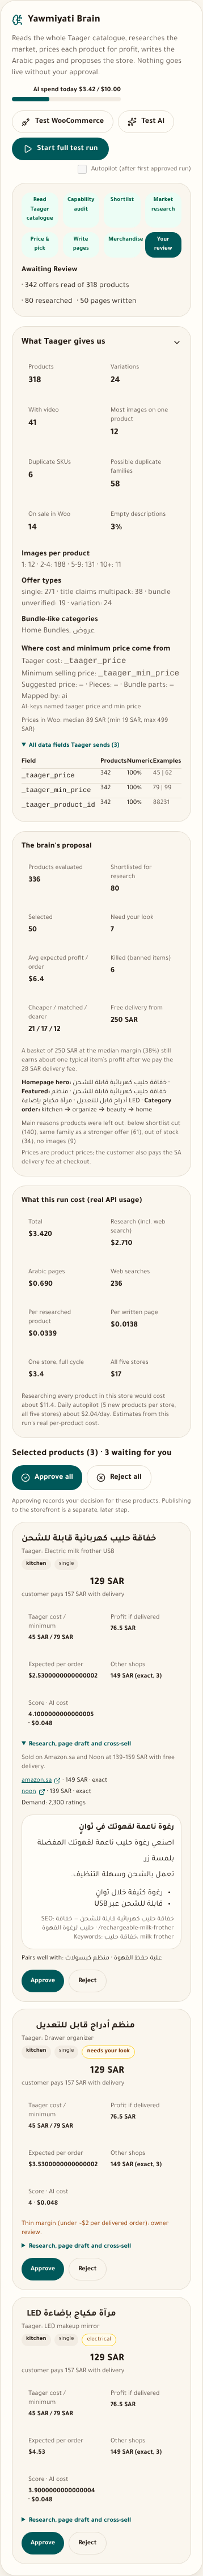 Yawmiyati Brain
Reads the whole Taager catalogue, researches the
market, prices each product for profit, writes the
Arabic pages and proposes the store. Nothing goes
live without your approval.
AI spend today $3.42 / $10.00
Test WooCommerce
Test AI
Start full test run
Autopilot (after first approved run)
Read Taager catalogue
Capability audit
Shortlist
Market research
Price & pick
Write pages
Merchandise
Your review
Awaiting Review
· 342 offers read of 318 products
· 80 researched · 50 pages written
What Taager gives us
Products
318
Variations
24
With video
41
Most images on one product
12
Duplicate SKUs
6
Possible duplicate families
58
On sale in Woo
14
Empty descriptions
3%
Images per product
1: 12 · 2-4: 188 · 5-9: 131 · 10+: 11
Offer types
single: 271 · title claims multipack: 38 · bundle
unverified: 19 · variation: 24
Bundle-like categories
Home Bundles, عروض
Where cost and minimum price come from
Taager cost: _taager_price
Minimum selling price: _taager_min_price
Suggested price: — · Pieces: — · Bundle parts: —
Mapped by: ai
AI: keys named taager price and min price
Prices in Woo: median 89 SAR (min 19 SAR, max 499
SAR)
▼ All data fields Taager sends (3)
Field Products Numeric Examples
_taager_price 342 100% 45 | 62
_taager_min_price 342 100% 79 | 99
_taager_product_id 342 100% 88231
The brain's proposal
Products evaluated
336
Shortlisted for research
80
Selected
50
Need your look
7
Avg expected profit / order
$6.4
Killed (banned items)
6
Cheaper / matched / dearer
21 / 17 / 12
Free delivery from
250 SAR
A basket of 250 SAR at the median margin (38%) still
earns about one typical item's profit after we pay the
28 SAR delivery fee.
Homepage hero: خفاقة حليب كهربائية قابلة للشحن ·
Featured: خفاقة حليب كهربائية قابلة للشحن · منظم
أدراج قابل للتعديل · مرآة مكياج بإضاءة LED · Category
order: kitchen → organize → beauty → home
Main reasons products were left out: below shortlist cut
(140), same family as a stronger offer (61), out of stock
(34), no images (9)
Prices are product prices; the customer also pays the SA
delivery fee at checkout.
What this run cost (real API usage)
Total
$3.420
Research (incl. web search)
$2.710
Arabic pages
$0.690
Web searches
236
Per researched product
$0.0339
Per written page
$0.0138
One store, full cycle
$3.4
All five stores
$17
Researching every product in this store would cost
about $11.4. Daily autopilot (5 new products per store,
all five stores) about $2.04/day. Estimates from this
run's real per-product cost.
Selected products (3) · 3 waiting for you
Approve all
Reject all
Approving records your decision for these products. Publishing
to the storefront is a separate, later step.
خفاقة حليب كهربائية قابلة للشحن
Taager: Electric milk frother USB
kitchen single
129 SAR
customer pays 157 SAR with delivery
Taager cost / minimum
45 SAR / 79 SAR
Profit if delivered
76.5 SAR
Expected per order
$2.5300000000000002
Other shops
149 SAR (exact, 3)
Score · AI cost
4.1000000000000005
· $0.048
▼ Research, page draft and cross-sell
Sold on Amazon.sa and Noon at 139-159 SAR with free
delivery.
amazon.sa · 149 SAR · exact
noon · 139 SAR · exact
Demand: 2,300 ratings
رغوة ناعمة لقهوتك في ثوانٍ
اصنعي رغوة حليب ناعمة لقهوتك المفضلة
بلمسة زر.
تعمل بالشحن وسهلة التنظيف.
• رغوة كثيفة خلال ثوانٍ
• قابلة للشحن عبر USB
SEO: خفاقة حليب كهربائية قابلة للشحن — خفاقة
حليب لرغوة القهوة · /rechargeable-milk-frother
Keywords: خفاقة حليب, milk frother
Pairs well with: علبة حفظ القهوة · منظم كبسولات
Approve
Reject
منظم أدراج قابل للتعديل
Taager: Drawer organizer
kitchen single needs your look
129 SAR
customer pays 157 SAR with delivery
Taager cost / minimum
45 SAR / 79 SAR
Profit if delivered
76.5 SAR
Expected per order
$3.5300000000000002
Other shops
149 SAR (exact, 3)
Score · AI cost
4 · $0.048
Thin margin (under ~$2 per delivered order): owner
review.
▶ Research, page draft and cross-sell
Approve
Reject
مرآة مكياج بإضاءة LED
Taager: LED makeup mirror
kitchen single electrical
129 SAR
customer pays 157 SAR with delivery
Taager cost / minimum
45 SAR / 79 SAR
Profit if delivered
76.5 SAR
Expected per order
$4.53
Other shops
149 SAR (exact, 3)
Score · AI cost
3.9000000000000004
· $0.048
▶ Research, page draft and cross-sell
Approve
Reject